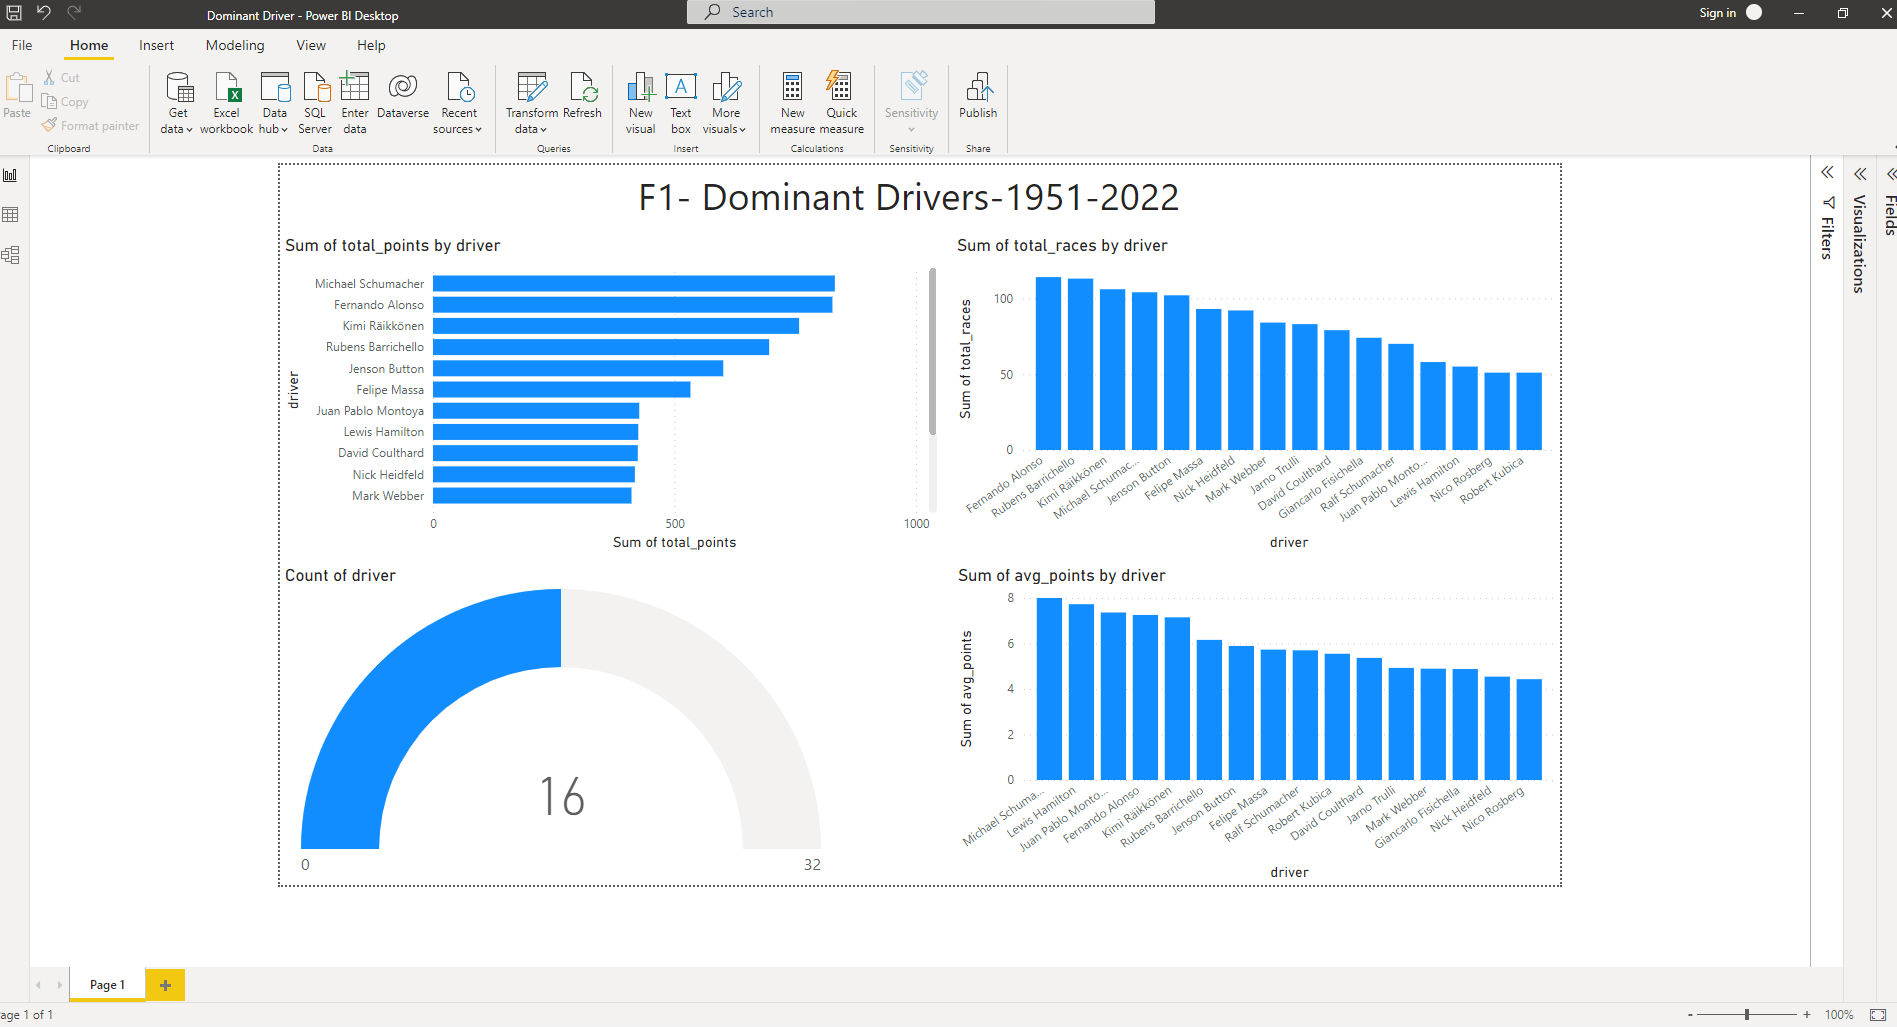 Dominant Driver - Power BI Desktop
Search
Sign in
File
Home
Insert
Modeling
View
Help
Paste
Cut
Copy
Format painter
Clipboard
Get data
Excel workbook
Data hub
SQL Server
Enter data
Dataverse
Recent sources
Data
Transform data
Refresh
Queries
New visual
Text box
More visuals
Insert
New measure
Quick measure
Calculations
Sensitivity
Sensitivity
Publish
Share
F1- Dominant Drivers-1951-2022
Sum of total_points by driver
driver
Michael Schumacher
Fernando Alonso
Kimi Räikkönen
Rubens Barrichello
Jenson Button
Felipe Massa
Juan Pablo Montoya
Lewis Hamilton
David Coulthard
Nick Heidfeld
Mark Webber
0
500
1000
Sum of total_points
Sum of total_races by driver
Sum of total_races
100
50
0
Fernando Alonso
Rubens Barrichello
Kimi Räikkönen
Michael Schumac...
Jenson Button
Felipe Massa
Nick Heidfeld
Mark Webber
Jarno Trulli
David Coulthard
Giancarlo Fisichella
Ralf Schumacher
Juan Pablo Monto...
Lewis Hamilton
Nico Rosberg
Robert Kubica
driver
Count of driver
16
0
32
Sum of avg_points by driver
Sum of avg_points
8
6
4
2
0
Michael Schuma...
Lewis Hamilton
Juan Pablo Monto...
Fernando Alonso
Kimi Räikkönen
Rubens Barrichello
Jenson Button
Felipe Massa
Ralf Schumacher
Robert Kubica
David Coulthard
Jarno Trulli
Mark Webber
Giancarlo Fisichella
Nick Heidfeld
Nico Rosberg
driver
Filters
Visualizations
Fields
Page 1
age 1 of 1
100%